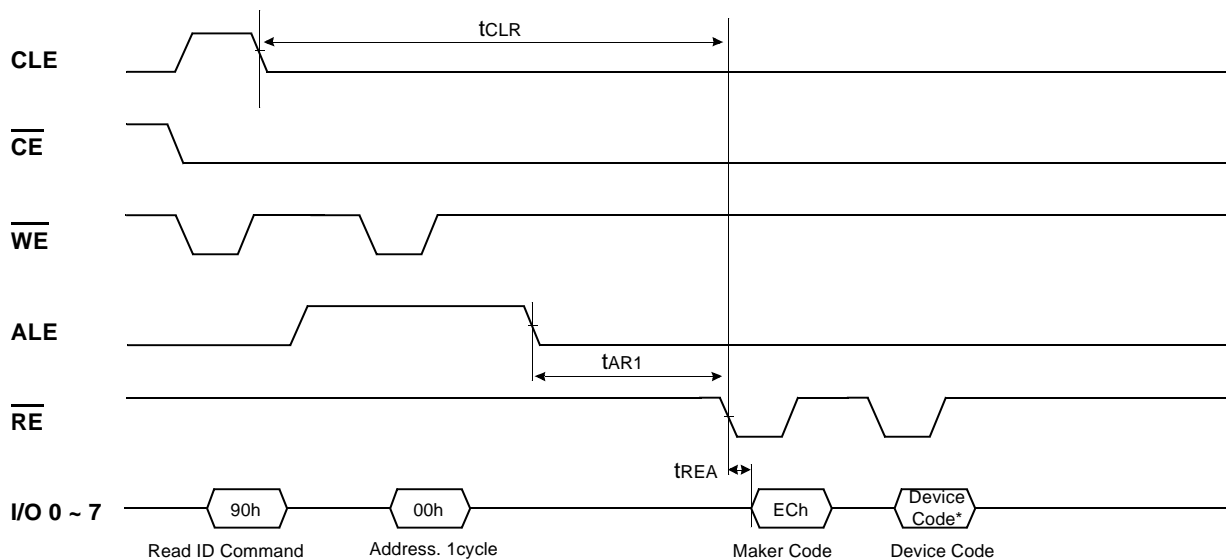 tCLR
CLE
CE
WE
ALE
tAR1
RE
tREA
I/O 0 ~ 7
90h
00h
ECh
Device
Code*
Read ID Command
Address. 1cycle
Maker Code
Device Code